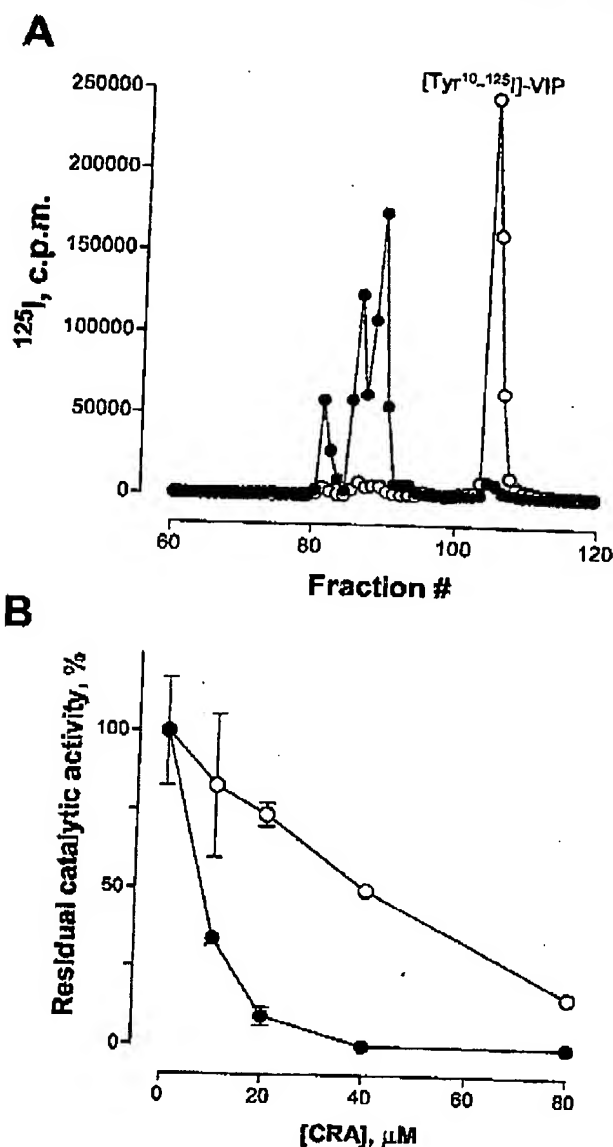 A
[Tyr¹⁰-¹²⁵I]-VIP
250000
200000
150000
100000
50000
0
¹²⁵I, c.p.m.
60
80
100
120
Fraction #
B
Residual catalytic activity, %
100
50
0
0
20
40
60
80
[CRA], μM